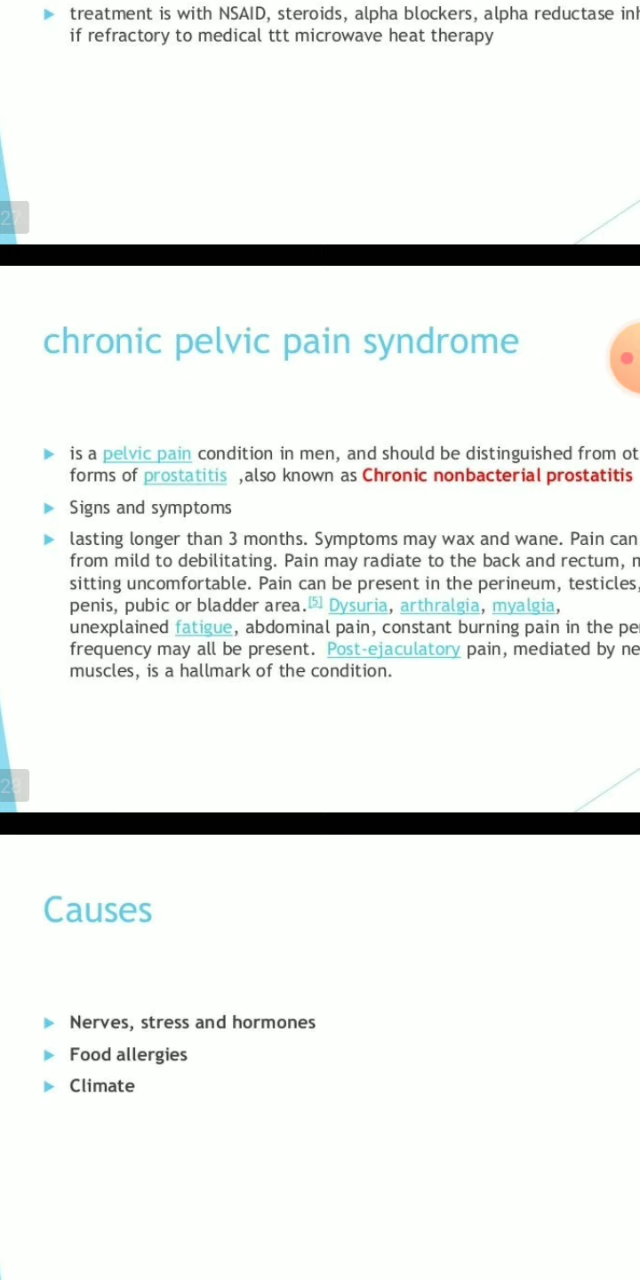 treatment is with NSAID, steroids, alpha blockers, alpha reductase
if refractory to medical ttt microwave heat therapy
27
chronic pelvic pain syndrome
is a pelvic pain condition in men, and should be distinguished from
forms of prostatitis ,also known as Chronic nonbacterial prostatitis
Signs and symptoms
lasting longer than 3 months. Symptoms may wax and wane. Pain can
from mild to debilitating. Pain may radiate to the back and rectum,
sitting uncomfortable. Pain can be present in the perineum, testicles,
penis, pubic or bladder area.[5] Dysuria, arthralgia, myalgia,
unexplained fatigue, abdominal pain, constant burning pain in the
frequency may all be present. Post-ejaculatory pain, mediated by
muscles, is a hallmark of the condition.
28
Causes
Nerves, stress and hormones
Food allergies
Climate